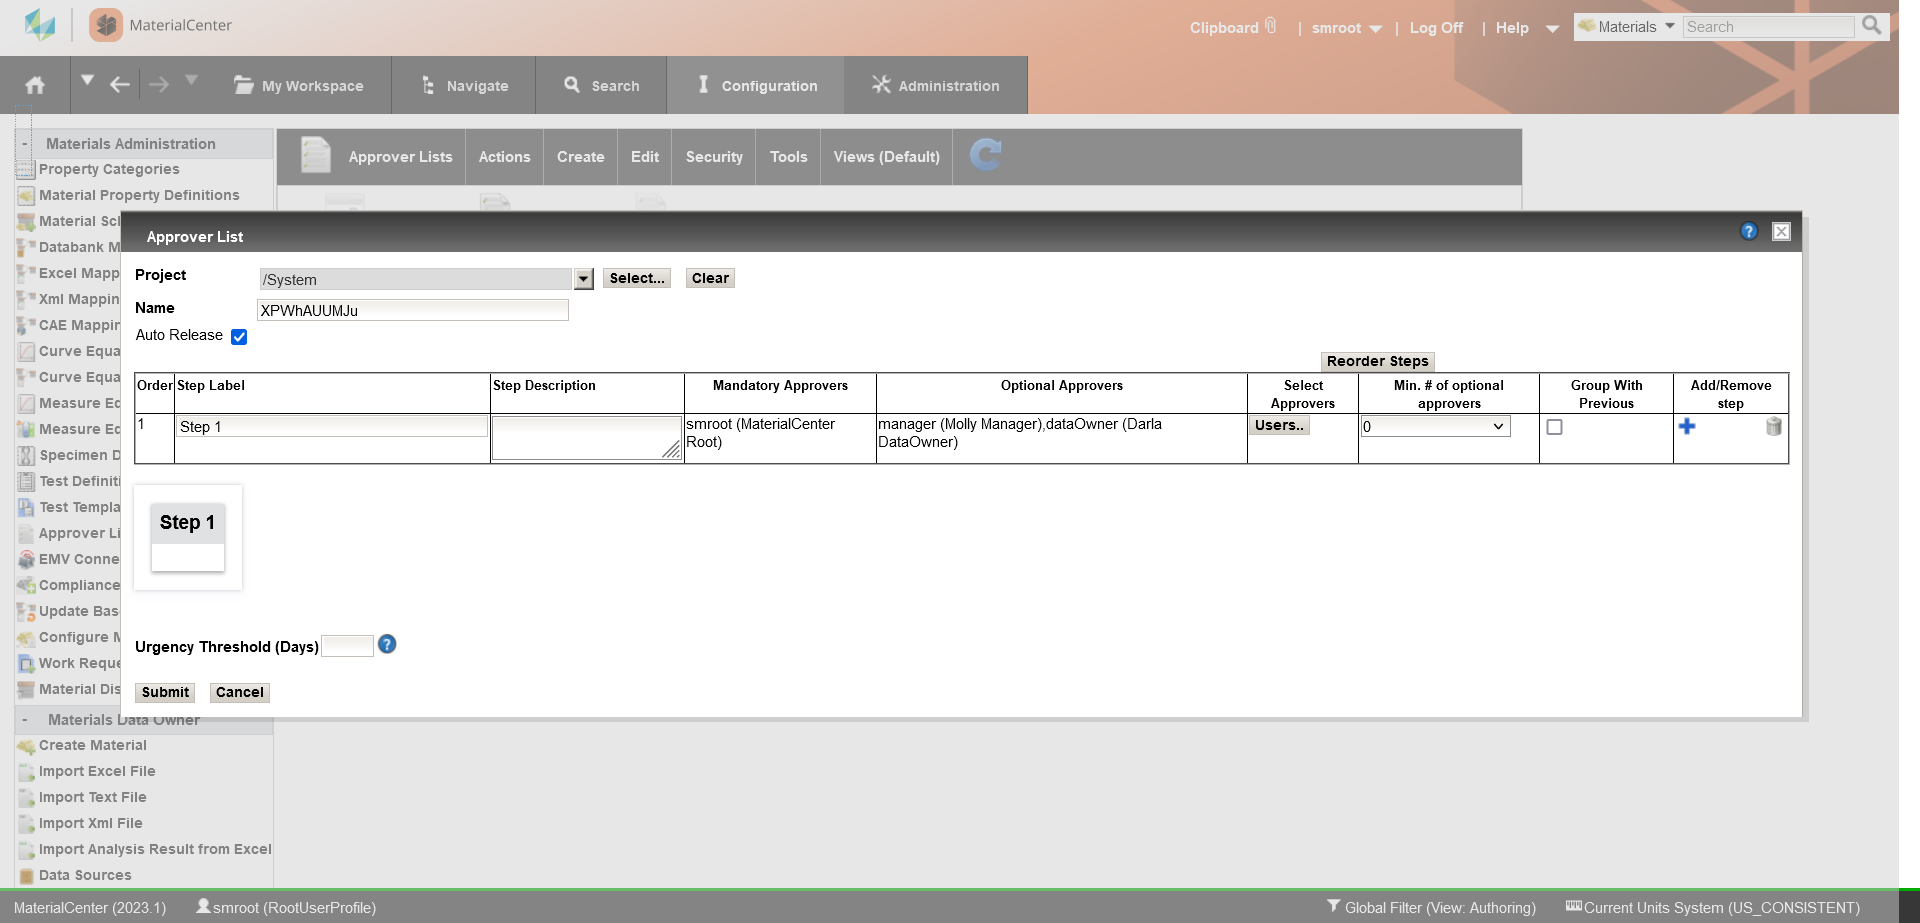 MaterialCenter
Clipboard | smroot | Log Off | Help
Materials Search
My Workspace Navigate Search Configuration Administration
- Materials Administration
Property Categories
Material Property Definitions
Material Sc
Databank M
Excel Mapp
Xml Mappin
CAE Mappin
Curve Equa
Curve Equa
Measure Eq
Measure Eq
Specimen D
Test Definiti
Test Templa
Approver Li
EMV Conne
Compliance
Update Bas
Configure M
Work Reque
Material Dis
- Materials Data Owner
Create Material
Import Excel File
Import Text File
Import Xml File
Import Analysis Result from Excel
Data Sources
Approver Lists Actions Create Edit Security Tools Views (Default)
Approver List ?
Project /System Select... Clear
Name XPWhAUUMJu
Auto Release
Reorder Steps
Order Step Label Step Description Mandatory Approvers Optional Approvers Select Approvers Min. # of optional approvers Group With Previous Add/Remove step
1 Step 1 smroot (MaterialCenter Root) manager (Molly Manager),dataOwner (Darla DataOwner) Users.. 0
Step 1
Urgency Threshold (Days) ?
Submit Cancel
MaterialCenter (2023.1) smroot (RootUserProfile) Global Filter (View: Authoring) Current Units System (US_CONSISTENT)